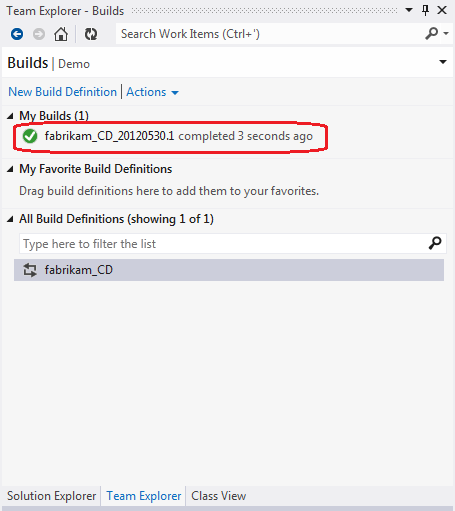 Team Explorer - Builds
Search Work Items (Ctrl+')
Builds | Demo
New Build Definition | Actions
My Builds (1)
fabrikam_CD_20120530.1 completed 3 seconds ago
My Favorite Build Definitions
Drag build definitions here to add them to your favorites.
All Build Definitions (showing 1 of 1)
Type here to filter the list
fabrikam_CD
Solution Explorer Team Explorer Class View